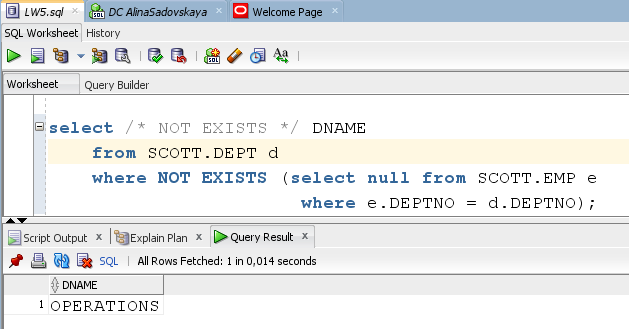 LW5.sql DC AlinaSadovskaya Welcome Page
SQL Worksheet History
Worksheet Query Builder
select /* NOT EXISTS */ DNAME
from SCOTT.DEPT d
where NOT EXISTS (select null from SCOTT.EMP e
where e.DEPTNO = d.DEPTNO);
Script Output x Explain Plan x Query Result x
SQL | All Rows Fetched: 1 in 0,014 seconds
DNAME
1 OPERATIONS